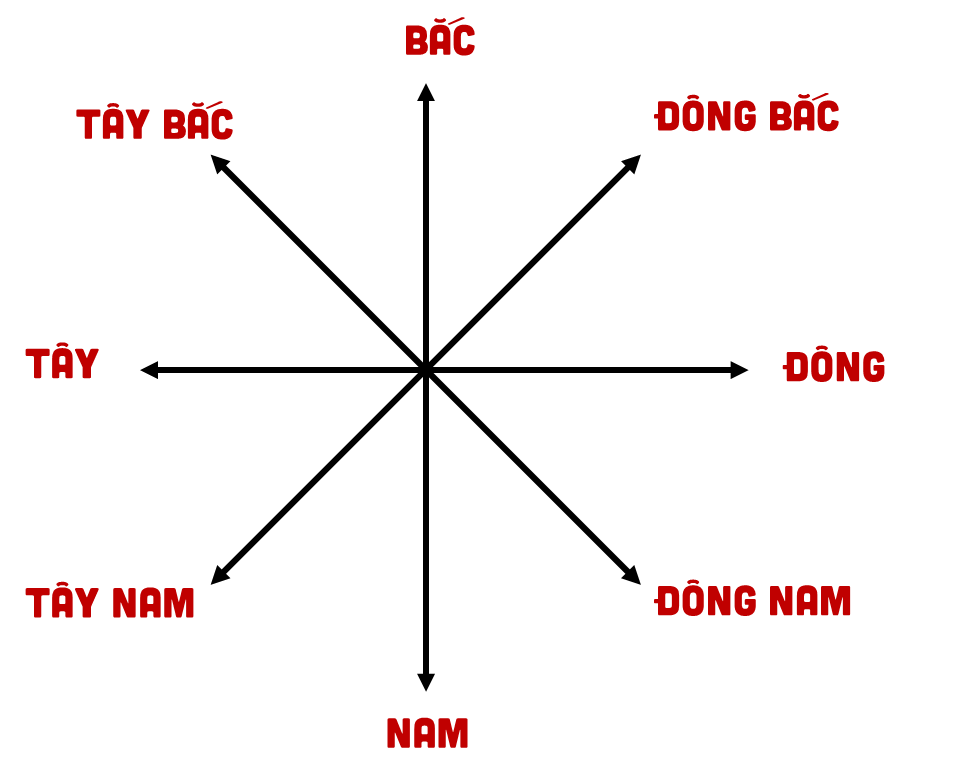 BẮC
TÂY BẮC
ĐÔNG BẮC
TÂY
ĐÔNG
TÂY NAM
ĐÔNG NAM
NAM